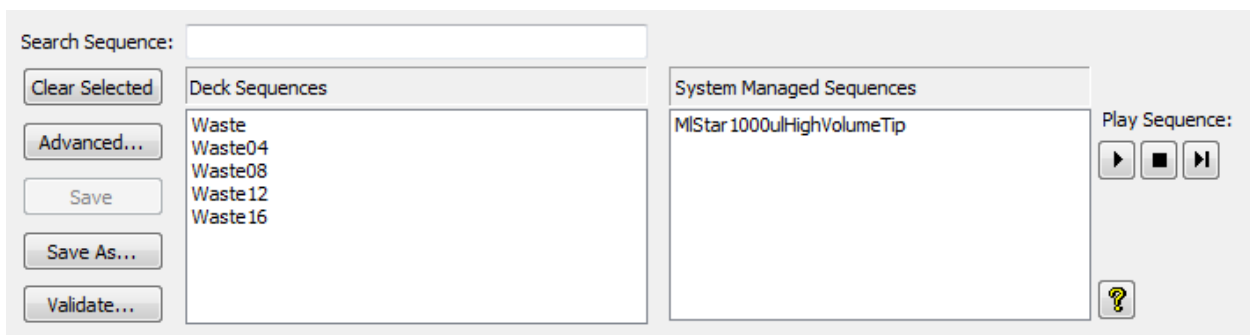 Search Sequence:
Clear Selected
Deck Sequences
System Managed Sequences
Advanced...
Waste
Waste04
Waste08
Waste12
Waste16
MlStar1000ulHighVolumeTip
Play Sequence:
Save
Save As...
Validate...
?